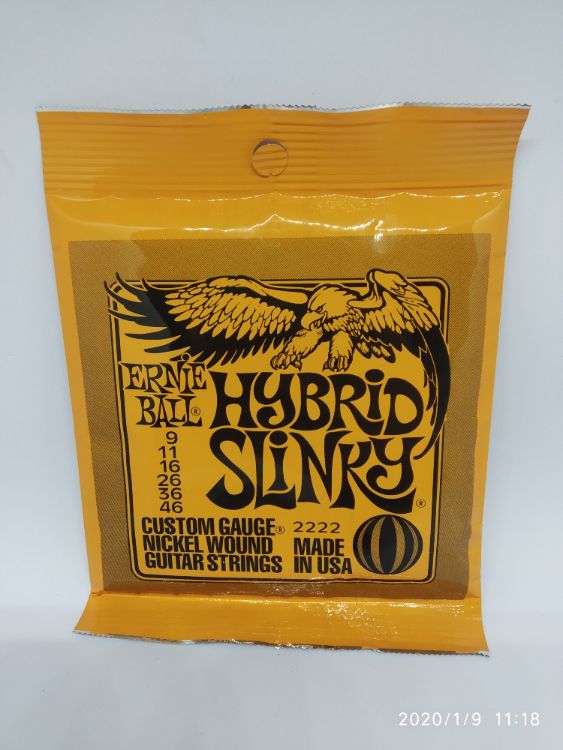 ERNiE
BALL®
HYBRiD
SLiNKY®
9
11
16
26
36
46
CUSTOM GAUGE®
NICKEL WOUND
GUITAR STRINGS
2222
MADE
IN USA
2020/1/9 11:18